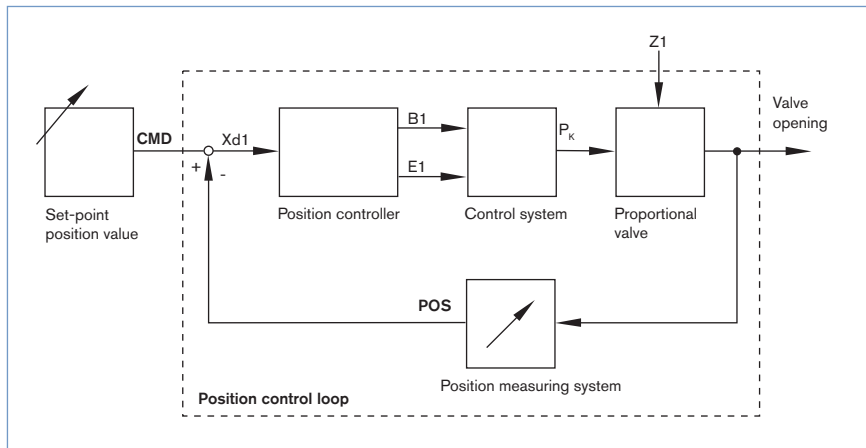 Z1
Valve
opening
CMD
Xd1
B1
E1
P_K
+
-
Set-point
position value
Position controller
Control system
Proportional
valve
POS
Position measuring system
Position control loop